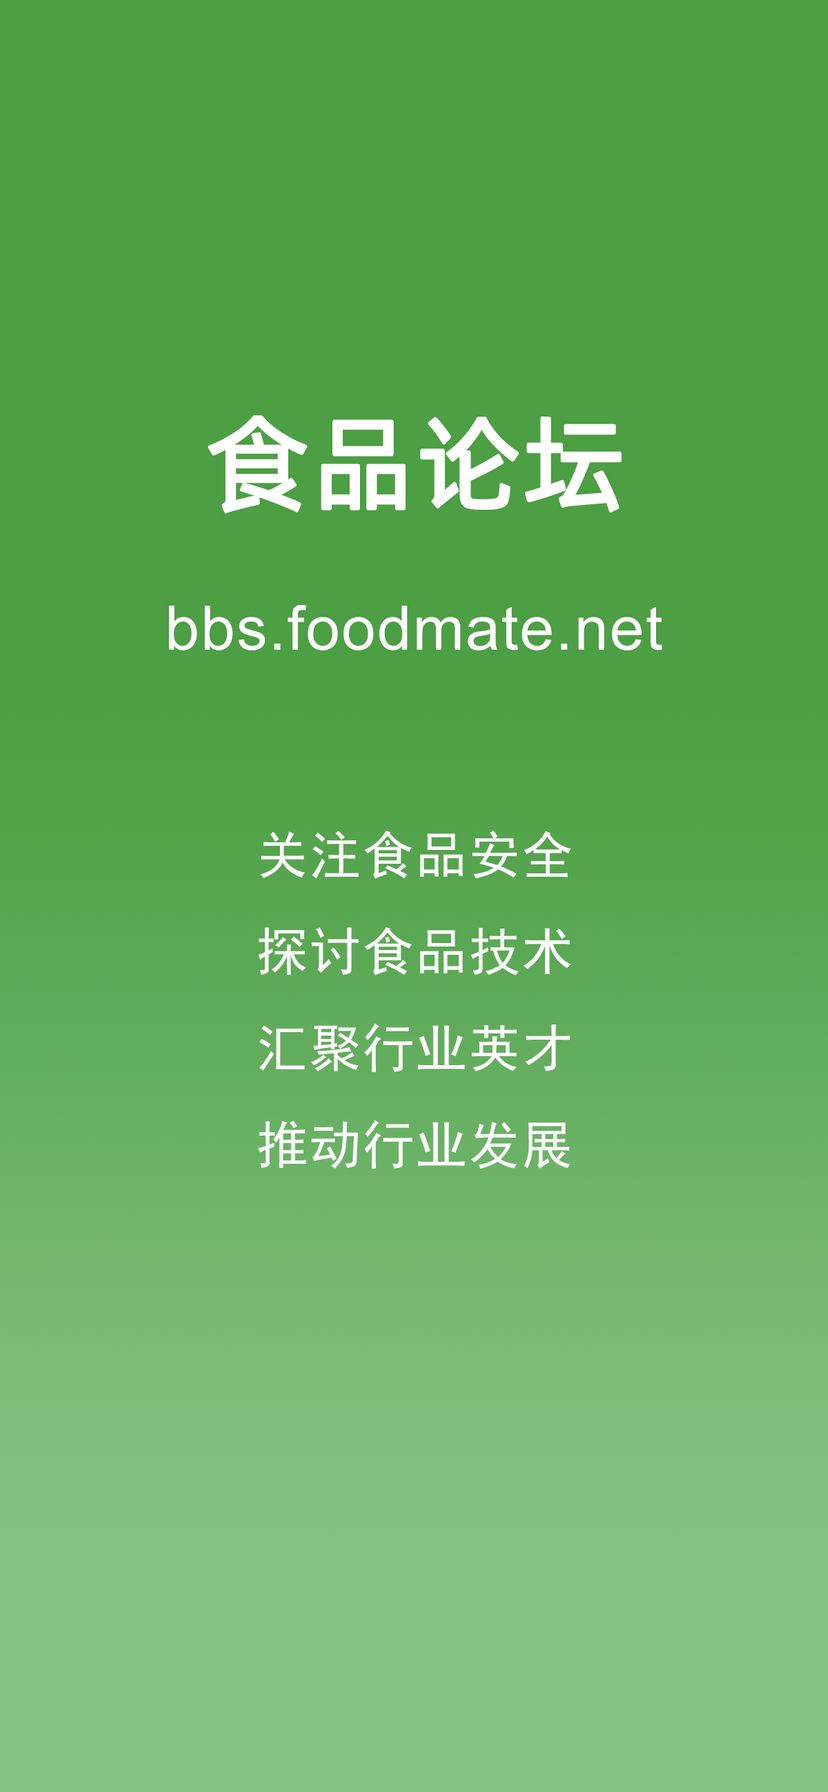 食品论坛
bbs.foodmate.net
关注食品安全
探讨食品技术
汇聚行业英才
推动行业发展